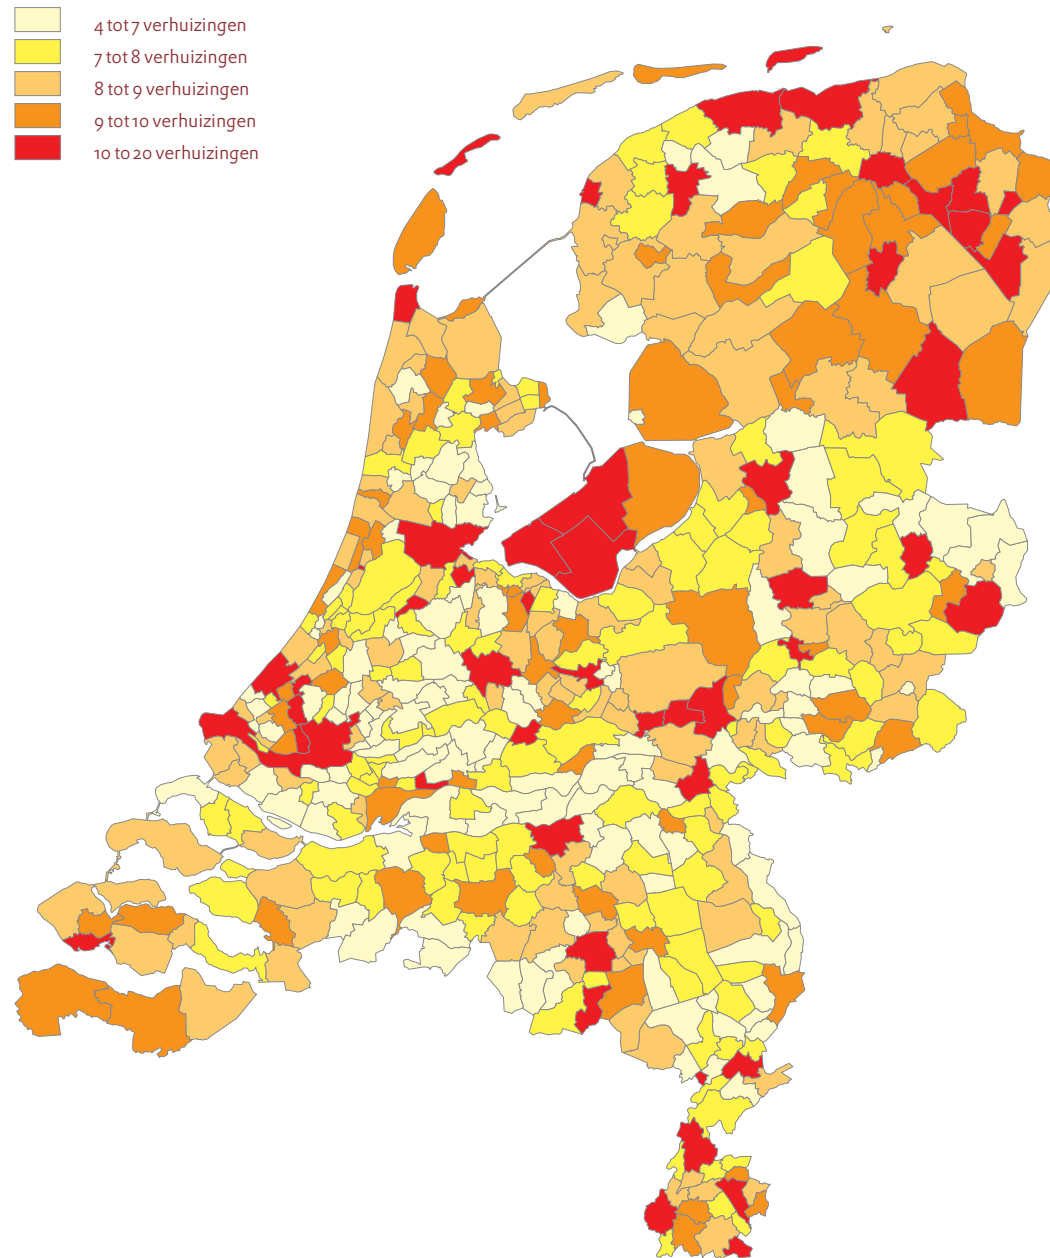 4 tot 7 verhuizingen
7 tot 8 verhuizingen
8 tot 9 verhuizingen
9 tot 10 verhuizingen
10 to 20 verhuizingen